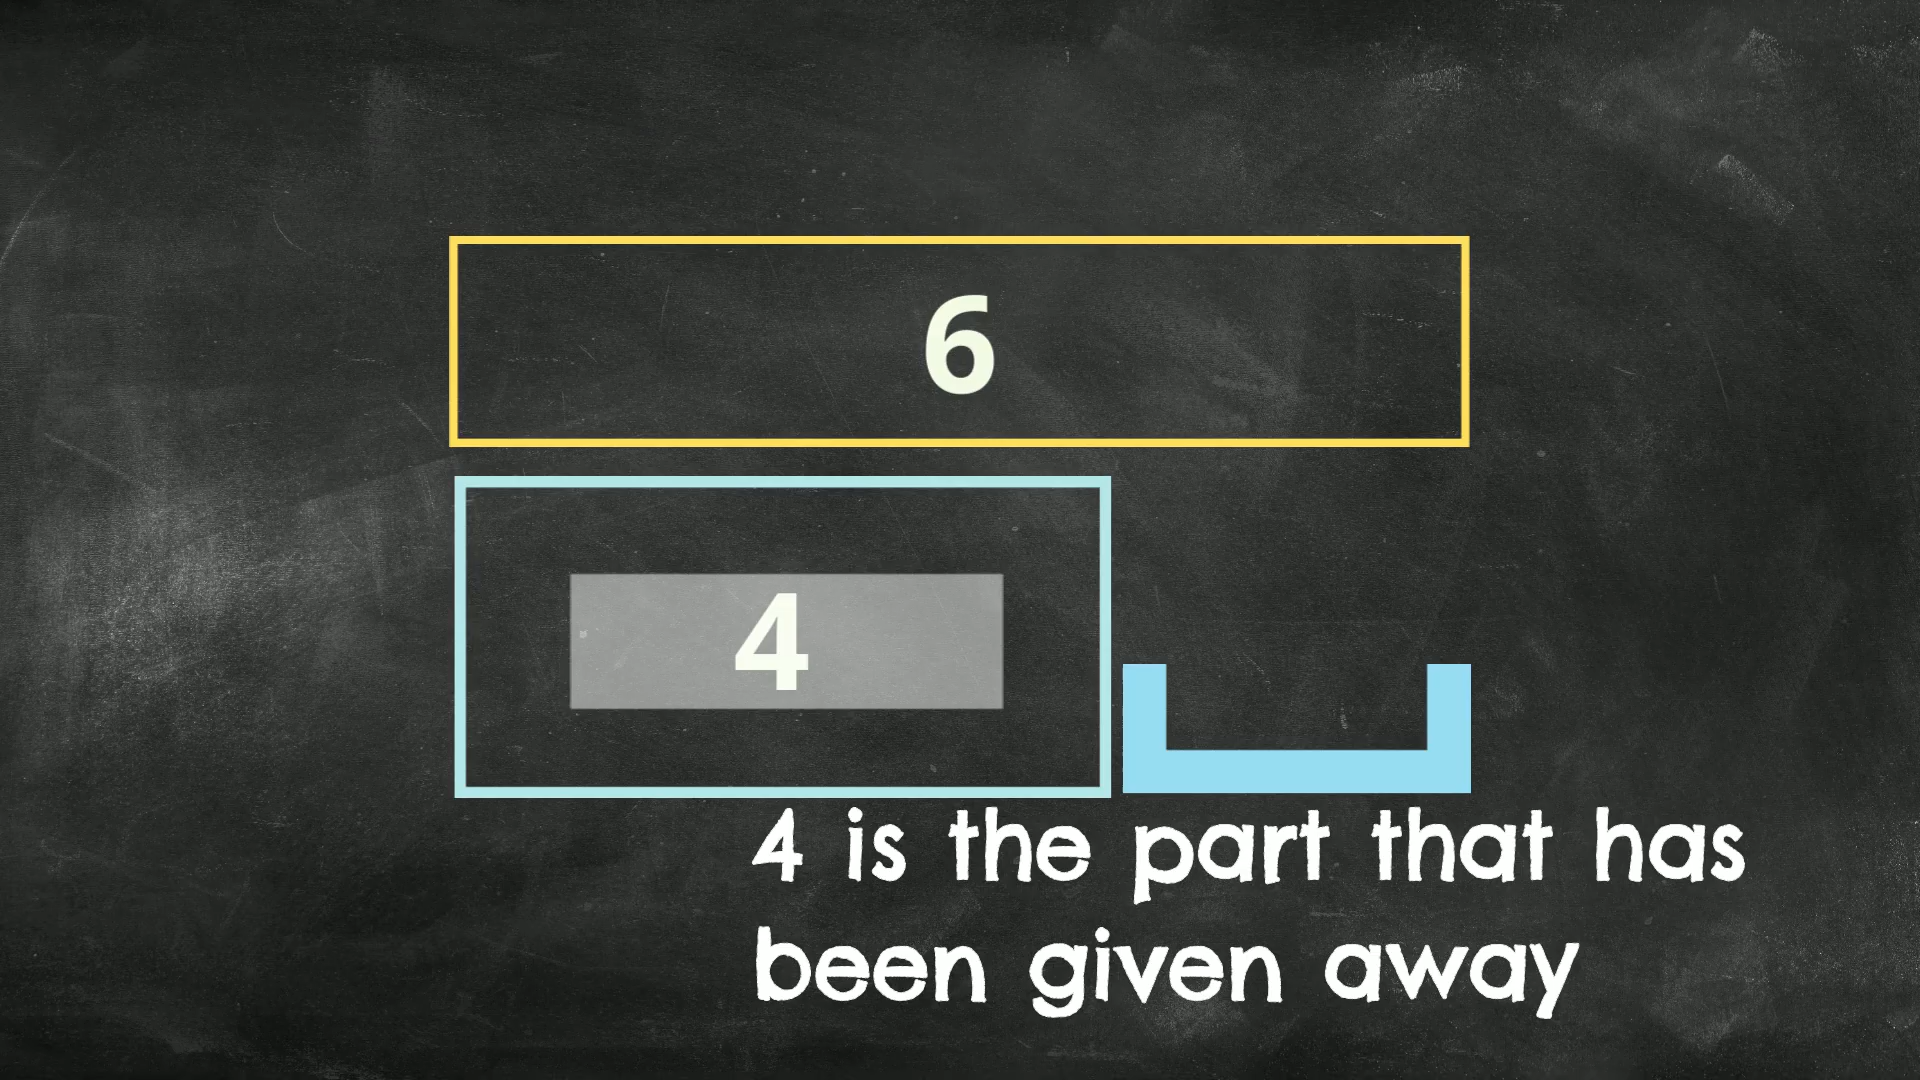 6
4
4 is the part that has
been given away